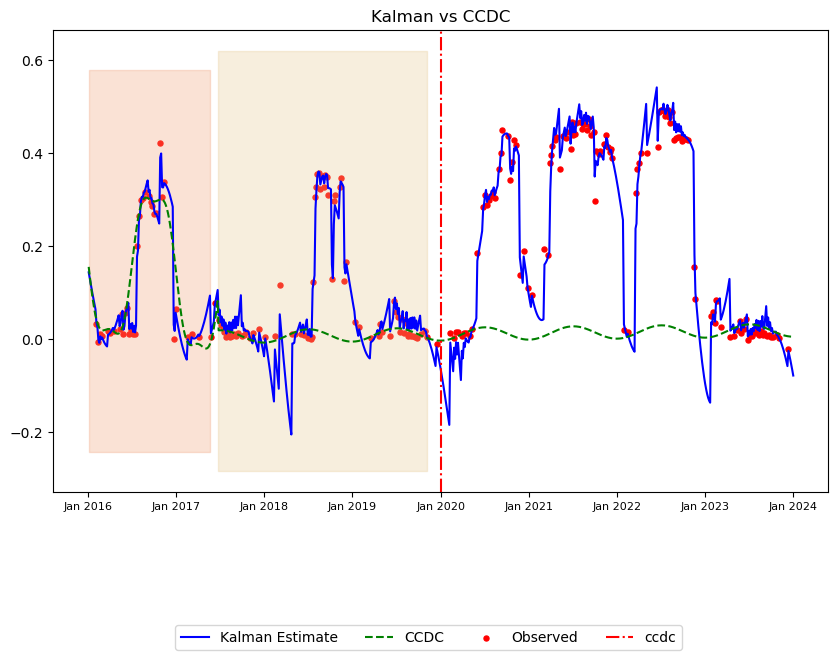 Kalman vs CCDC
0.6
0.4
0.2
0.0
−0.2
Jan 2016 Jan 2017 Jan 2018 Jan 2019 Jan 2020 Jan 2021 Jan 2022 Jan 2023 Jan 2024
Kalman Estimate CCDC Observed ccdc